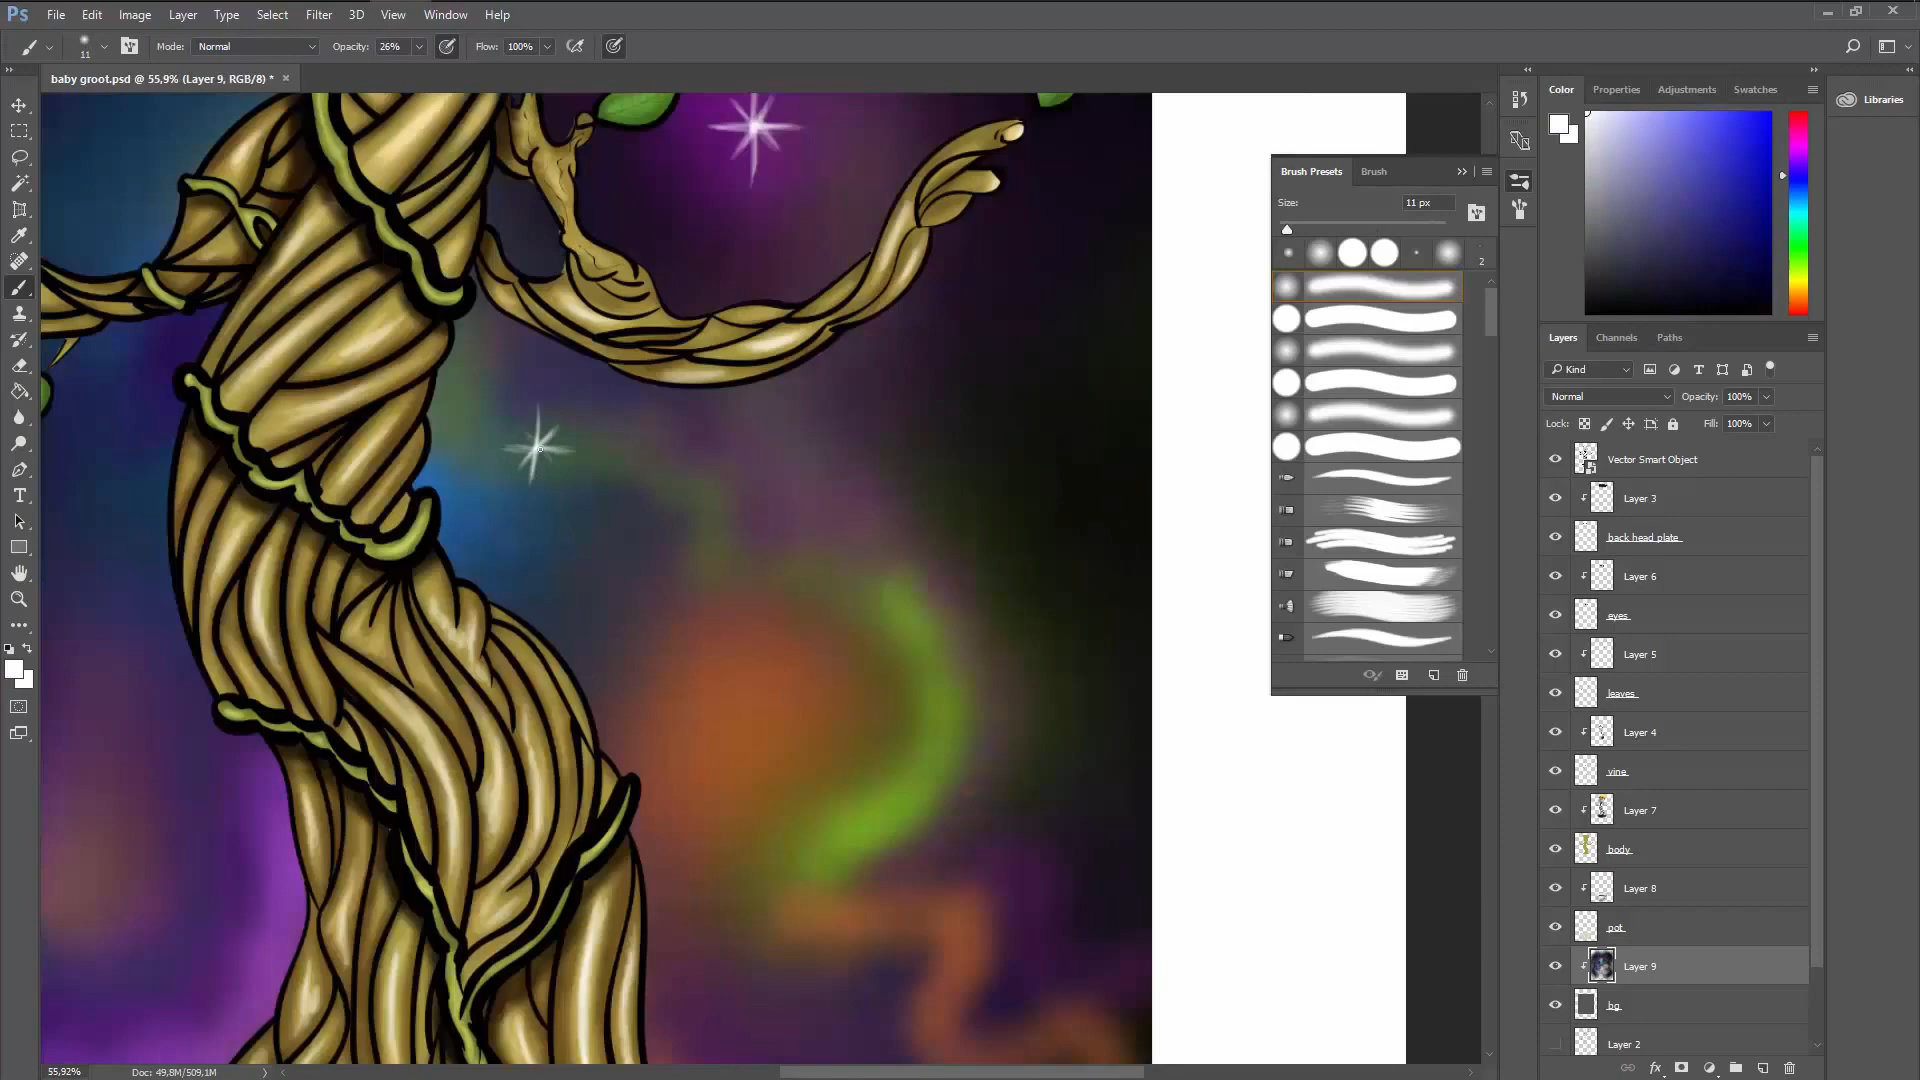 Ps File Edit Image Layer Type Select Filter 3D View Window Help
11 Mode: Normal Opacity: 26% Flow: 100%
baby groot.psd @ 55,9% (Layer 9, RGB/8) * ×
Color Properties Adjustments Swatches
Libraries
Brush Presets Brush
Size: 11 px
2
Layers Channels Paths
Kind
Normal Opacity: 100%
Lock: Fill: 100%
Vector Smart Object
Layer 3
back head plate
Layer 6
eyes
Layer 5
leaves
Layer 4
vine
Layer 7
body
Layer 8
pot
Layer 9
bg
Layer 2
55,92% Doc: 49,8M/509,1M
fx